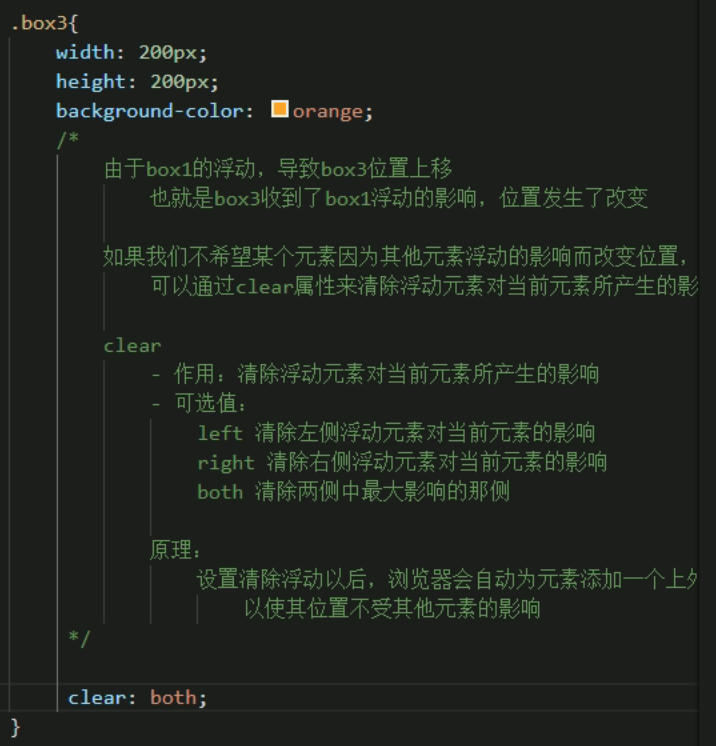 .box3{
width: 200px;
height: 200px;
background-color: orange;
/*
由于box1的浮动，导致box3位置上移
也就是box3收到了box1浮动的影响，位置发生了改变
如果我们不希望某个元素因为其他元素浮动的影响而改变位置，
可以通过clear属性来清除浮动元素对当前元素所产生的影
clear
- 作用：清除浮动元素对当前元素所产生的影响
- 可选值：
left 清除左侧浮动元素对当前元素的影响
right 清除右侧浮动元素对当前元素的影响
both 清除两侧中最大影响的那侧
原理：
设置清除浮动以后，浏览器会自动为元素添加一个上
以使其位置不受其他元素的影响
*/
clear: both;
}